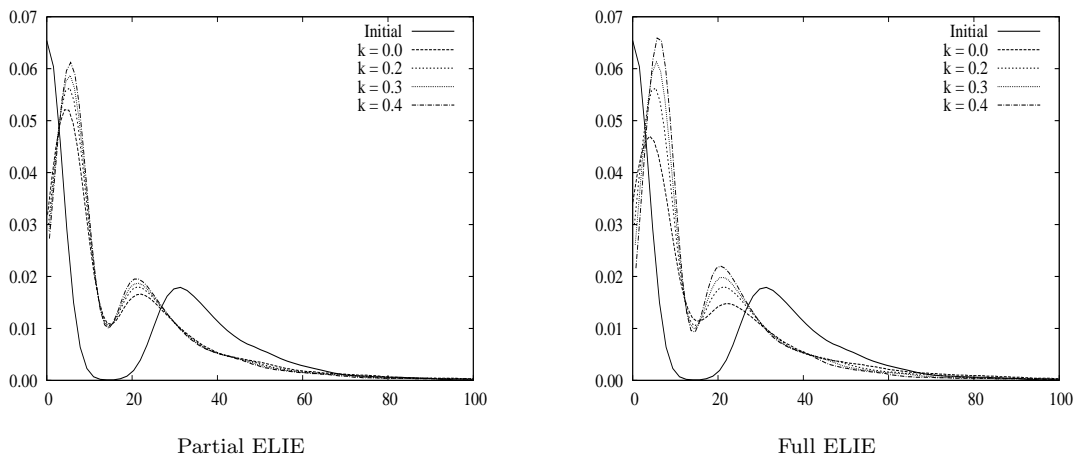 0.07
0.06
0.05
0.04
0.03
0.02
0.01
0.00
0 20 40 60 80 100
Initial
k = 0.0
k = 0.2
k = 0.3
k = 0.4
Partial ELIE
0.07
0.06
0.05
0.04
0.03
0.02
0.01
0.00
0 20 40 60 80 100
Initial
k = 0.0
k = 0.2
k = 0.3
k = 0.4
Full ELIE